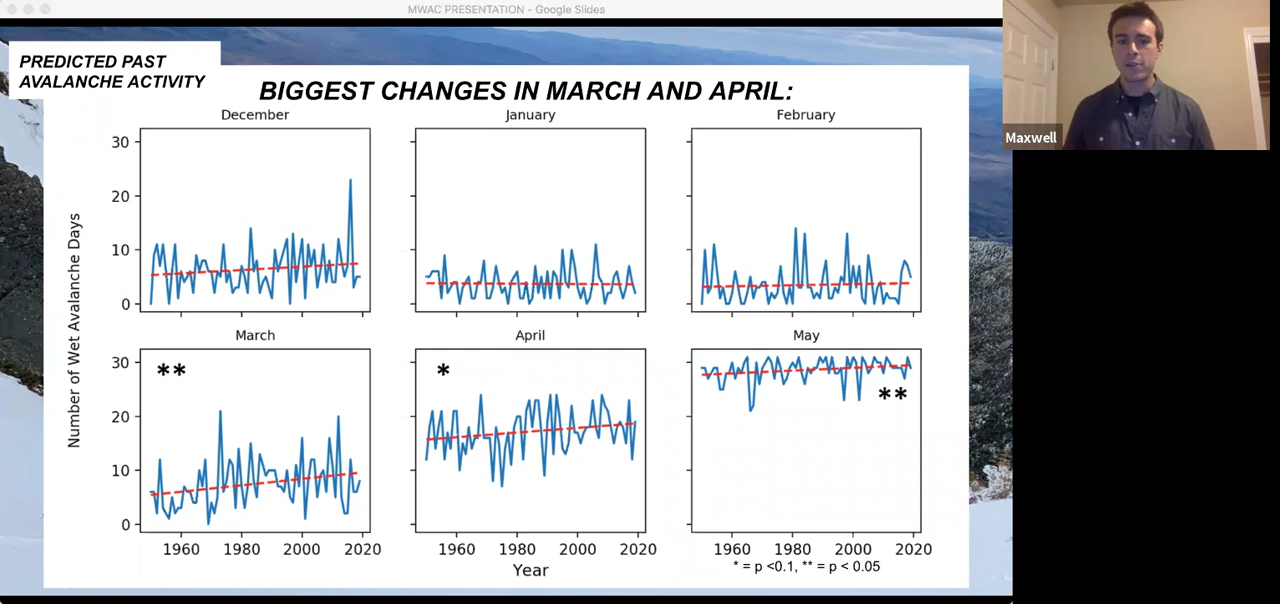 MWAC PRESENTATION - Google Slides
PREDICTED PAST
AVALANCHE ACTIVITY
BIGGEST CHANGES IN MARCH AND APRIL:
Maxwell
December
January
February
30
20
10
0
Number of Wet Avalanche Days
March
April
May
**
*
**
30
20
10
0
1960
1980
2000
2020
1960
1980
2000
2020
1960
1980
2000
2020
Year
* = p <0.1, ** = p < 0.05